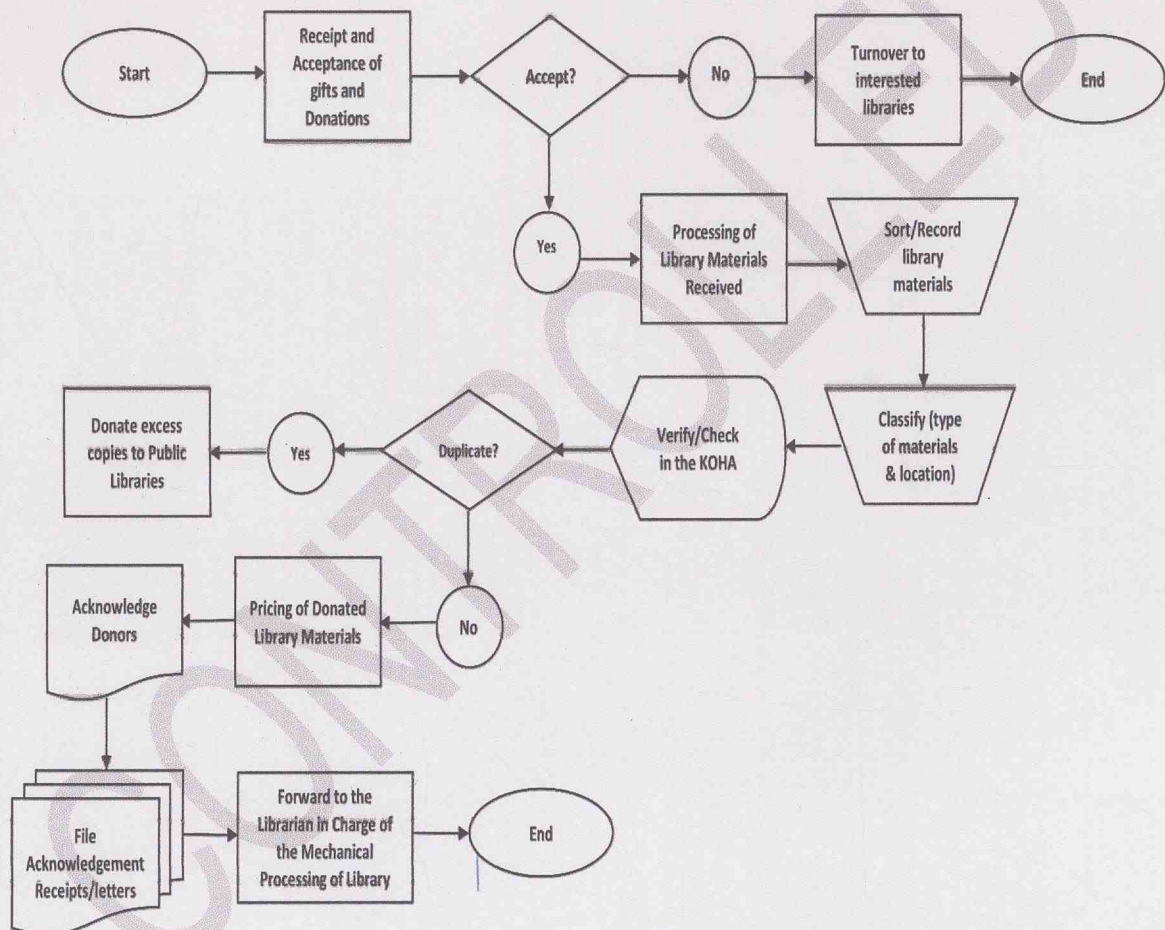 Start
Receipt and
Acceptance of
gifts and
Donations
Accept?
No
Turnover to
interested
libraries
End
Yes
Processing of
Library Materials
Received
Sort/Record
library
materials
Classify (type
of materials
& location)
Verify/Check
in the KOHA
Duplicate?
Yes
Donate excess
copies to Public
Libraries
No
Pricing of Donated
Library Materials
Acknowledge
Donors
File
Acknowledgement
Receipts/letters
Forward to the
Librarian in Charge of
the Mechanical
Processing of Library
End
CONTROLLED